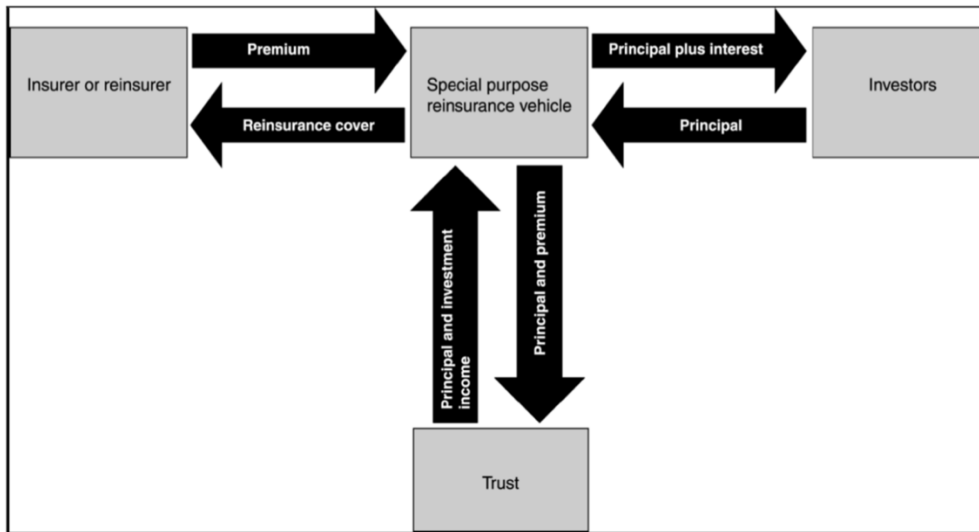 Premium
Principal plus interest
Insurer or reinsurer
Special purpose
reinsurance vehicle
Investors
Reinsurance cover
Principal
Principal and investment
income
Principal and premium
Trust